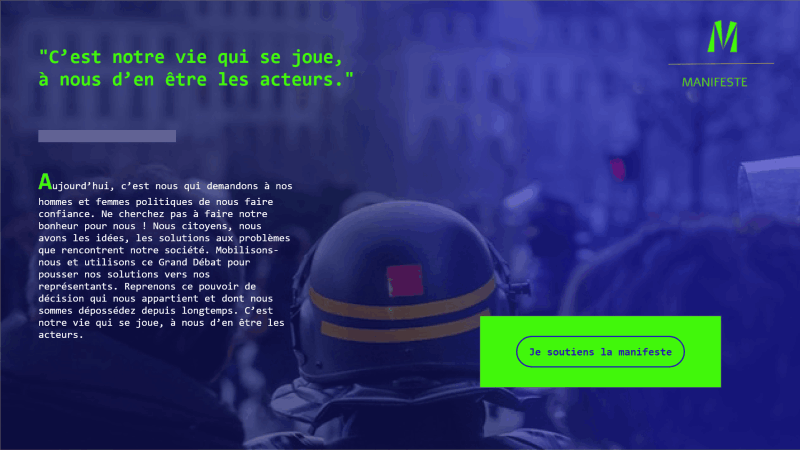 "C’est notre vie qui se joue,
à nous d’en être les acteurs."
MANIFESTE
Aujourd’hui, c’est nous qui demandons à nos
hommes et femmes politiques de nous faire
confiance. Ne cherchez pas à faire notre
bonheur pour nous ! Nous citoyens, nous
avons les idées, les solutions aux problèmes
que rencontrent notre société. Mobilisons-
nous et utilisons ce Grand Débat pour
pousser nos solutions vers nos
représentants. Reprenons ce pouvoir de
décision qui nous appartient et dont nous
sommes dépossédez depuis longtemps. C’est
notre vie qui se joue, à nous d’en être les
acteurs.
Je soutiens la manifeste